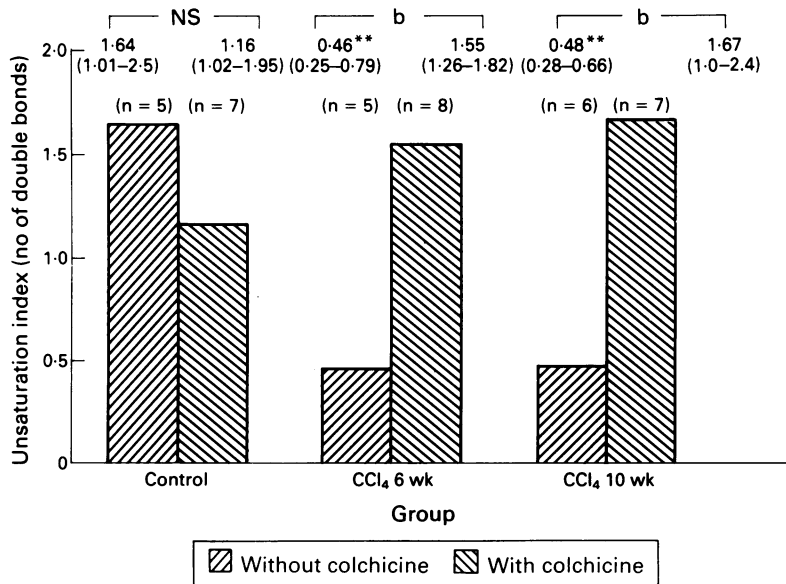 NS b b
1·64 1·16 0·46** 1·55 0·48** 1·67
(1·01–2·5) (1·02–1·95) (0·25–0·79) (1·26–1·82) (0·28–0·66) (1·0–2·4)
(n = 5) (n = 7) (n = 5) (n = 8) (n = 6) (n = 7)
Unsaturation index (no of double bonds)
2·0
1·5
1·0
0·5
0
Control CCl₄ 6 wk CCl₄ 10 wk
Group
Without colchicine With colchicine